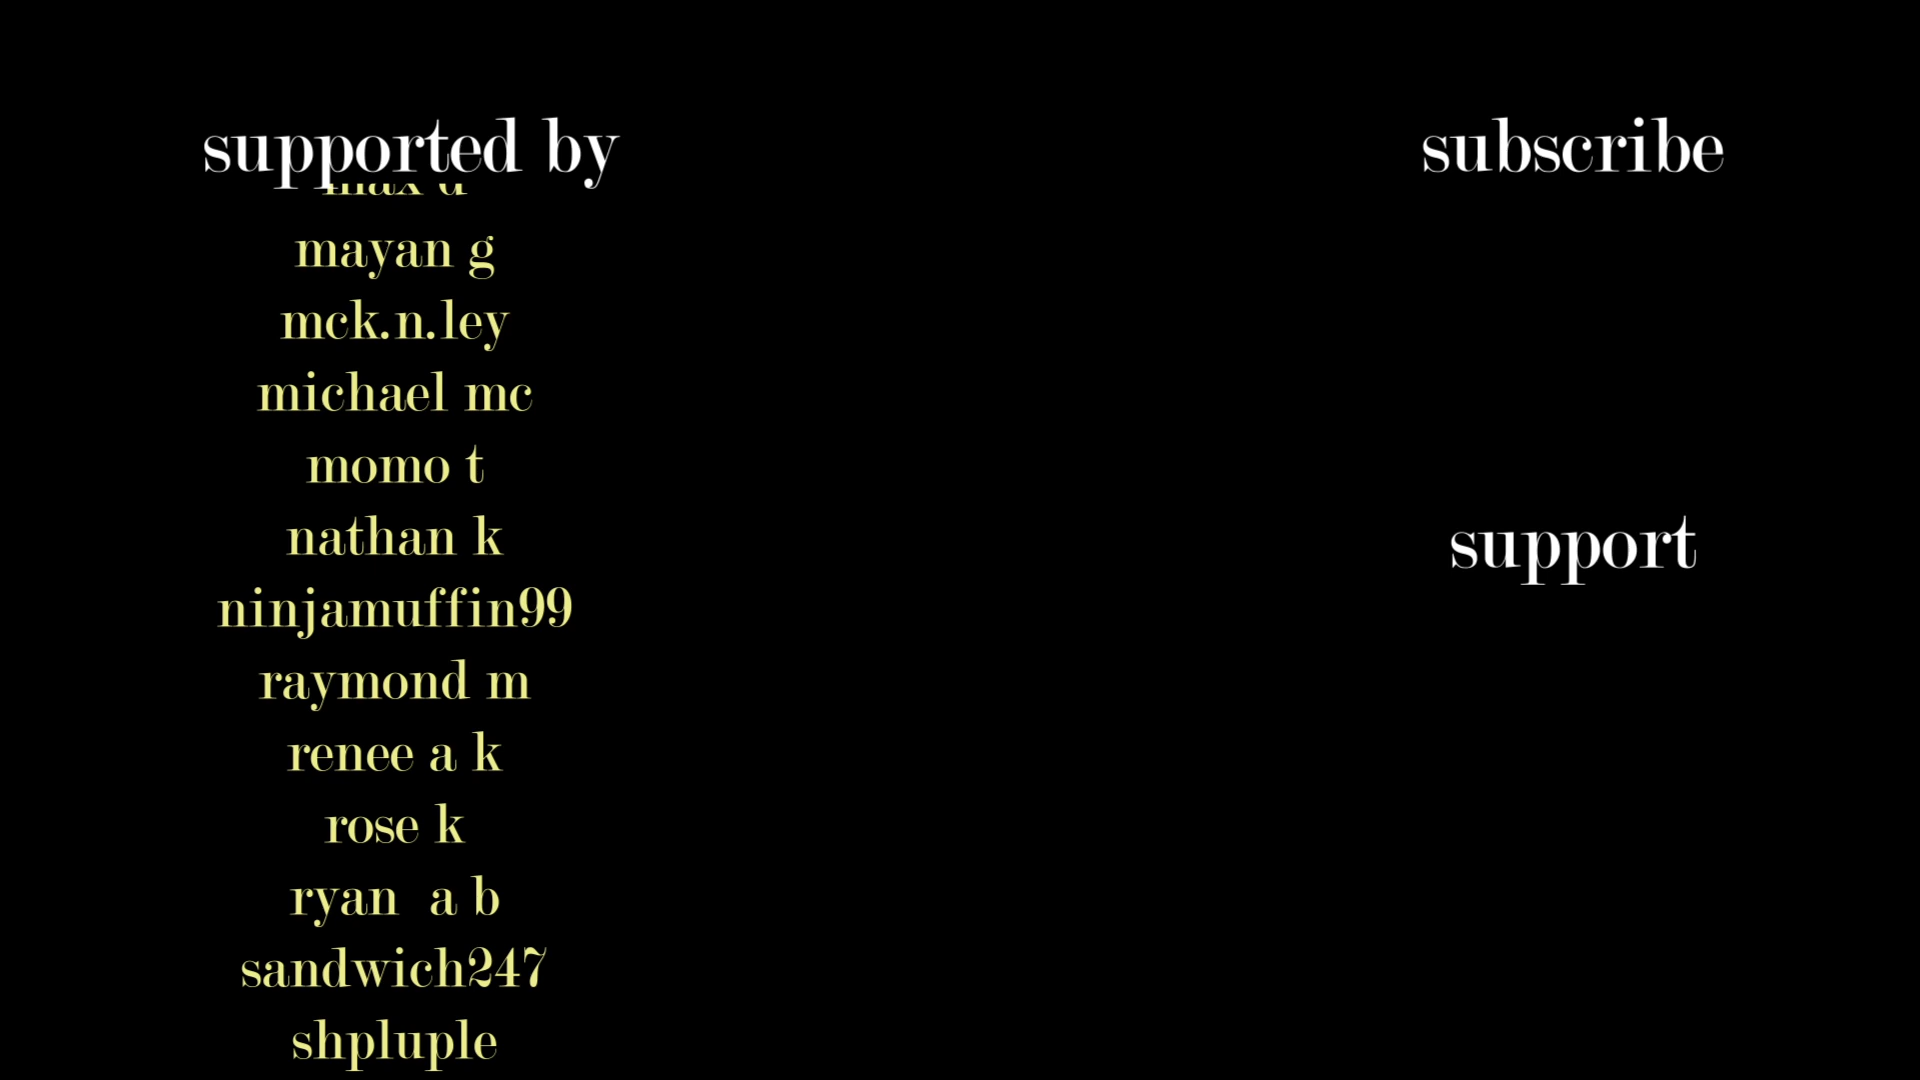 supported by
mayan g
mck.n.ley
michael mc
momo t
nathan k
ninjamuffin99
raymond m
renee a k
rose k
ryan  a b
sandwich247
shpluple
subscribe
support